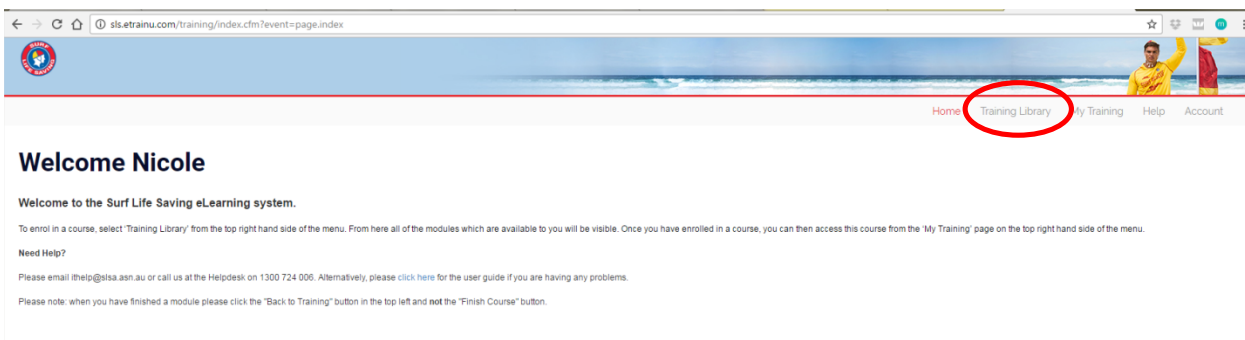 sls.etrainu.com/training/index.cfm?event=page.index
SURF
LIFE SAVING
Home Training Library My Training Help Account
Welcome Nicole
Welcome to the Surf Life Saving eLearning system.
To enrol in a course, select 'Training Library' from the top right hand side of the menu. From here all of the modules which are available to you will be visible. Once you have enrolled in a course, you can then access this course from the 'My Training' page on the top right hand side of the menu.
Need Help?
Please email ithelp@slsa.asn.au or call us at the Helpdesk on 1300 724 006. Alternatively, please click here for the user guide if you are having any problems.
Please note: when you have finished a module please click the "Back to Training" button in the top left and not the "Finish Course" button.